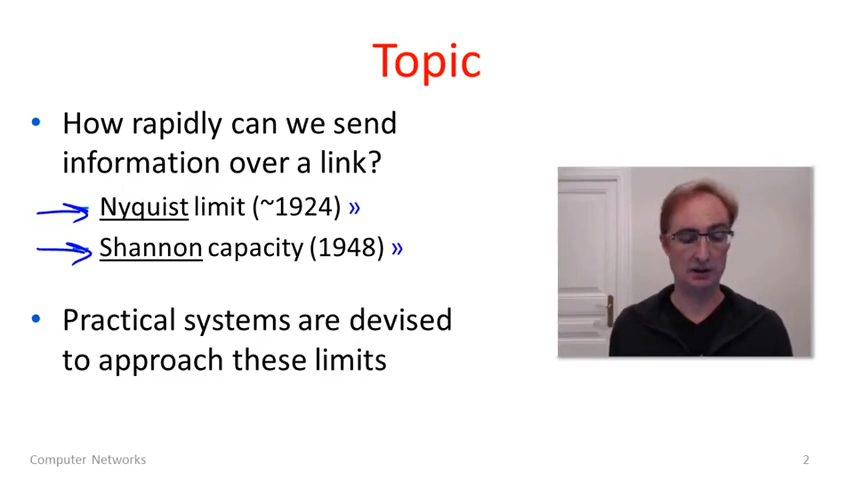 Topic
• How rapidly can we send
information over a link?
Nyquist limit (~1924) »
Shannon capacity (1948) »
• Practical systems are devised
to approach these limits
Computer Networks
2